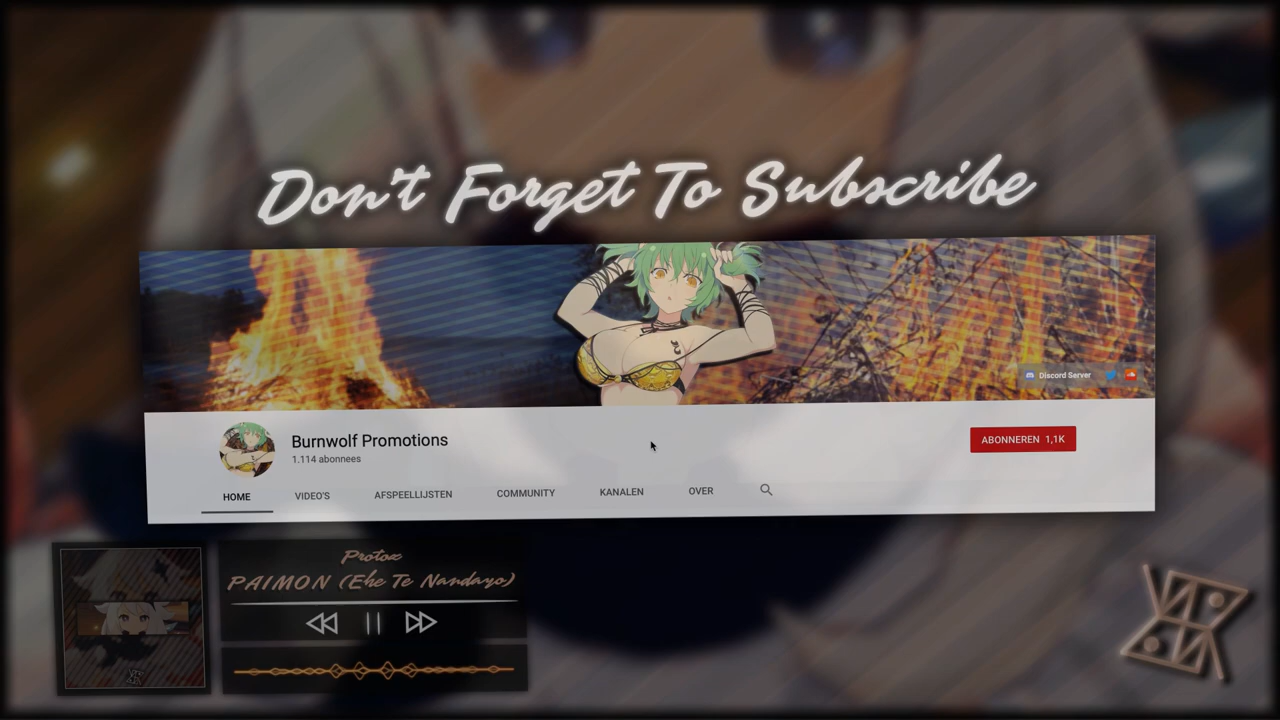 Don't Forget To Subscribe
Discord Server
Burnwolf Promotions
1.114 abonnees
ABONNEREN 1,1K
HOME VIDEO'S AFSPEELLIJSTEN COMMUNITY KANALEN OVER
Protox
PAIMON (Ehe Te Nandayo)